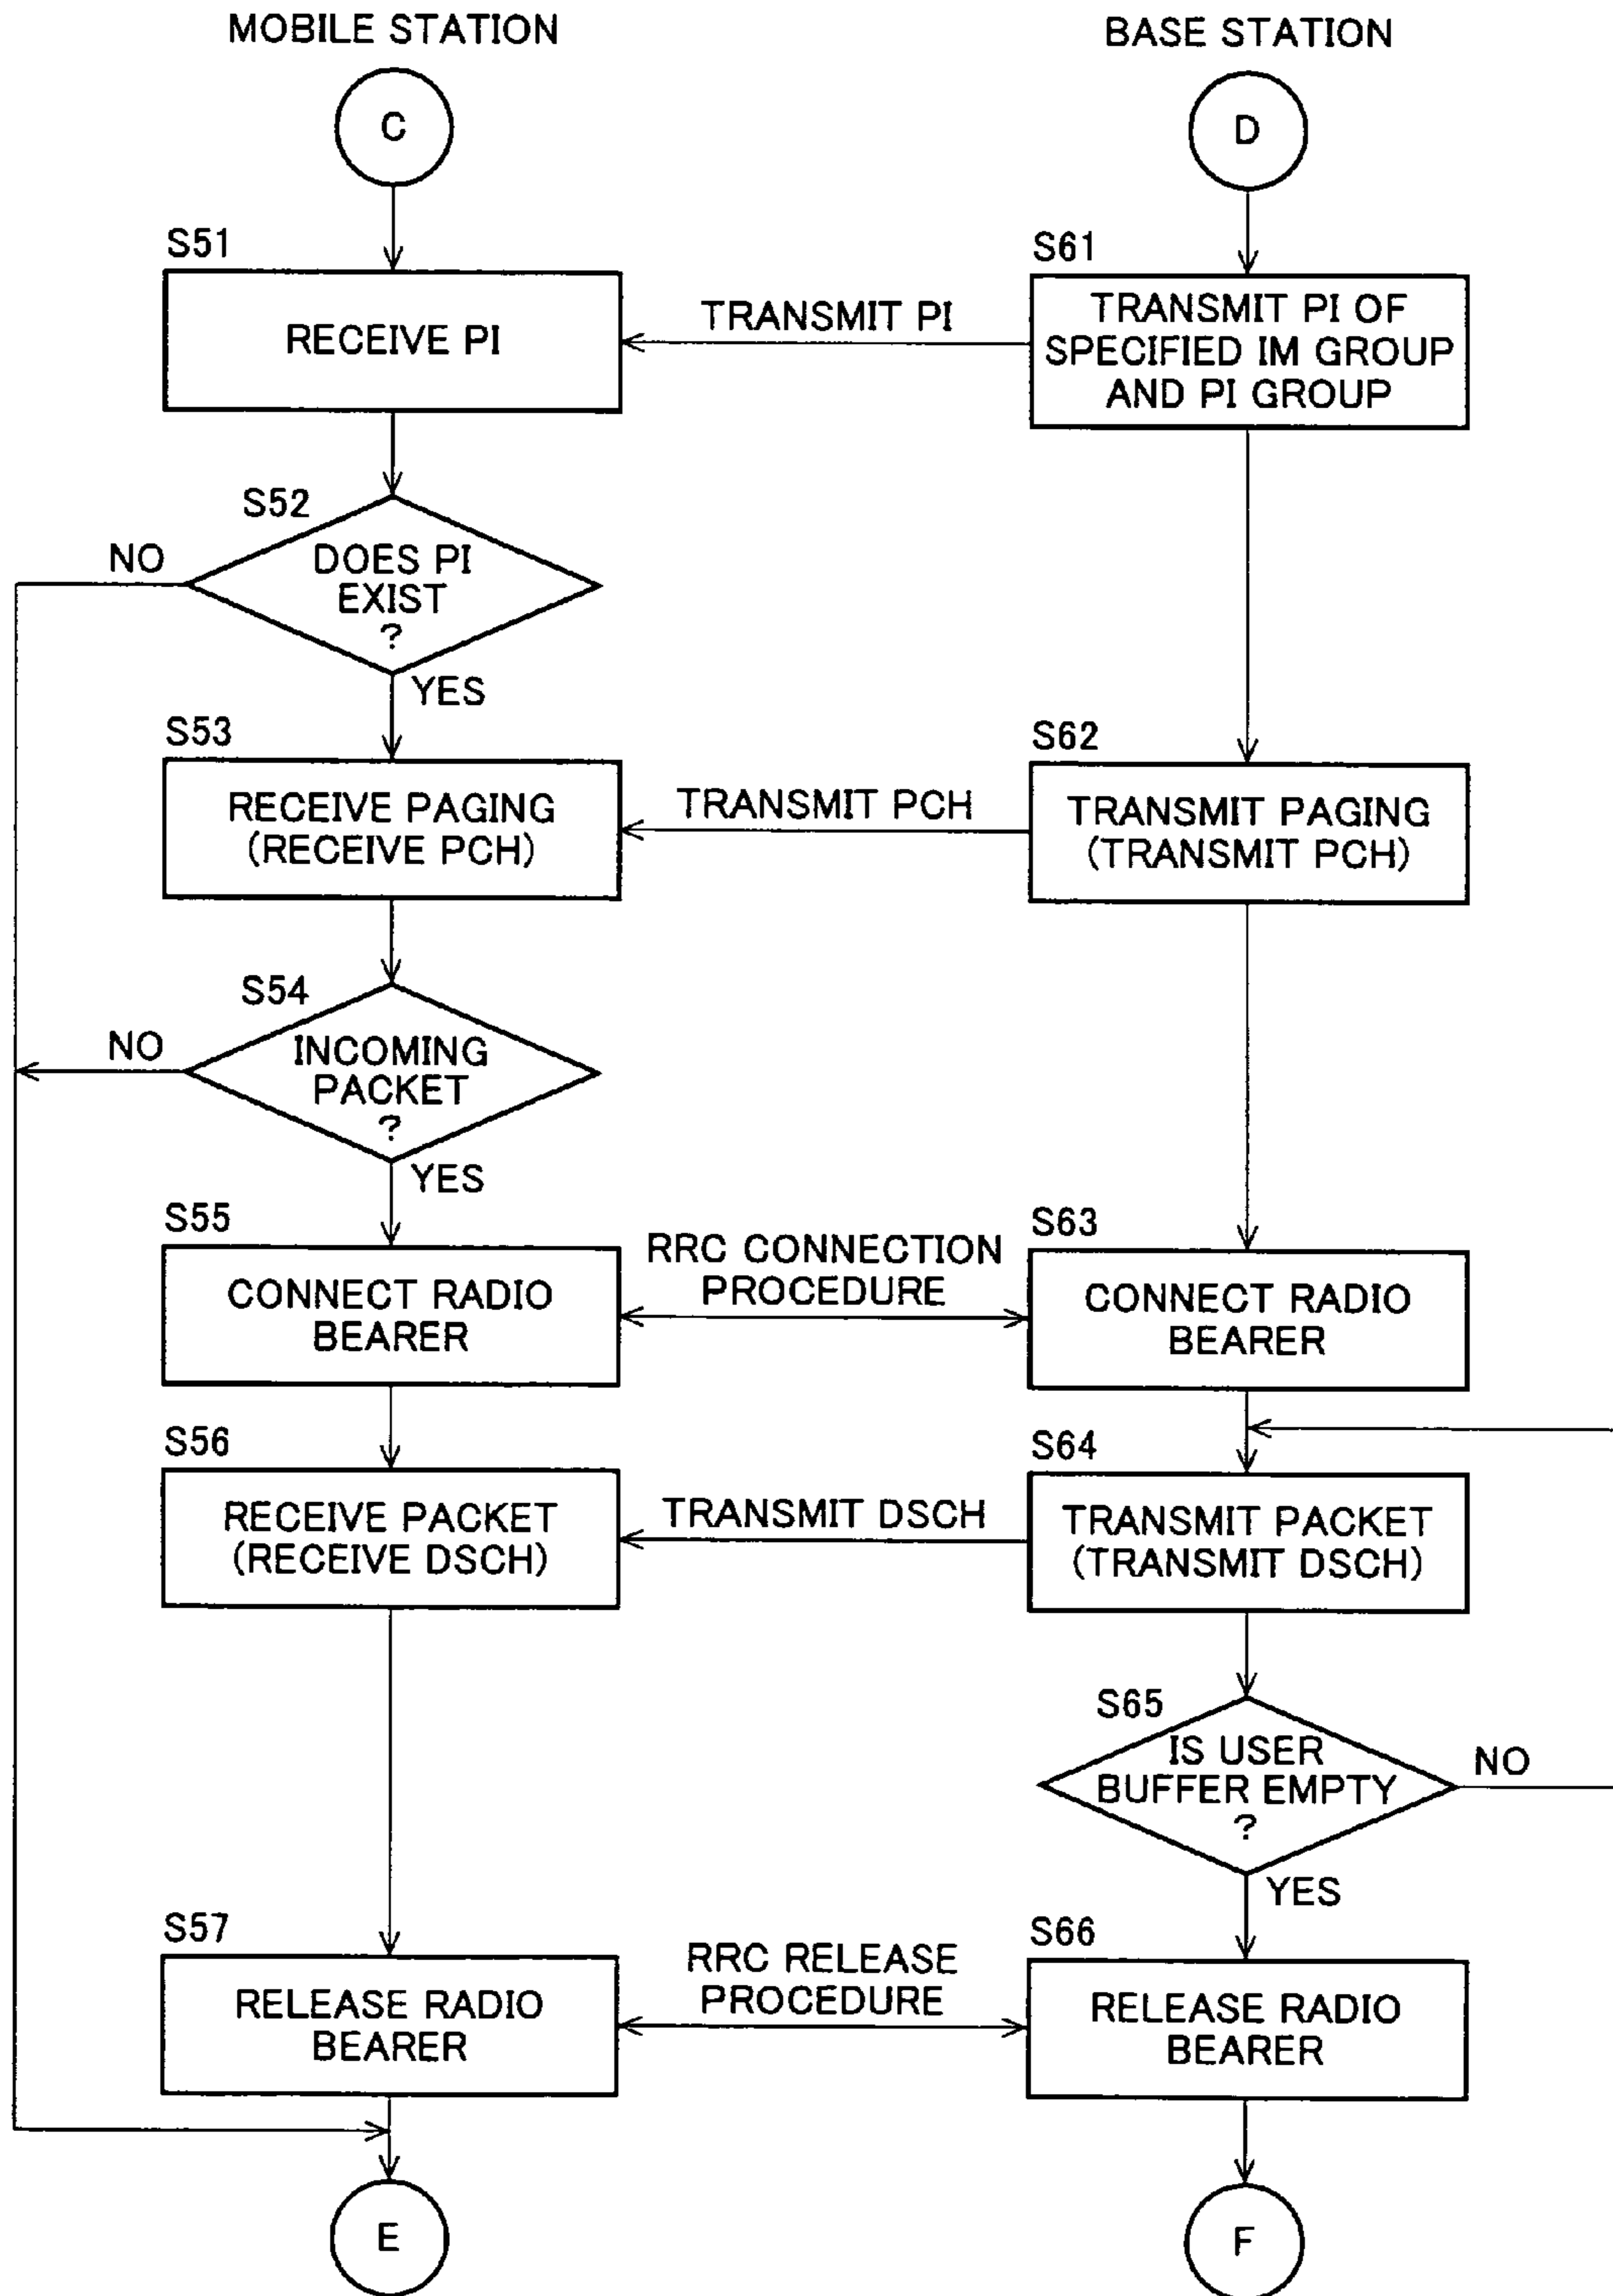 MOBILE STATION
BASE STATION
C
D
S51
RECEIVE PI
TRANSMIT PI
S61
TRANSMIT PI OF
SPECIFIED IM GROUP
AND PI GROUP
S52
DOES PI
EXIST
?
NO
YES
S53
RECEIVE PAGING
(RECEIVE PCH)
TRANSMIT PCH
S62
TRANSMIT PAGING
(TRANSMIT PCH)
S54
INCOMING
PACKET
?
NO
YES
S55
CONNECT RADIO
BEARER
RRC CONNECTION
PROCEDURE
S63
CONNECT RADIO
BEARER
S56
RECEIVE PACKET
(RECEIVE DSCH)
TRANSMIT DSCH
S64
TRANSMIT PACKET
(TRANSMIT DSCH)
S65
IS USER
BUFFER EMPTY
?
NO
YES
S57
RELEASE RADIO
BEARER
RRC RELEASE
PROCEDURE
S66
RELEASE RADIO
BEARER
E
F